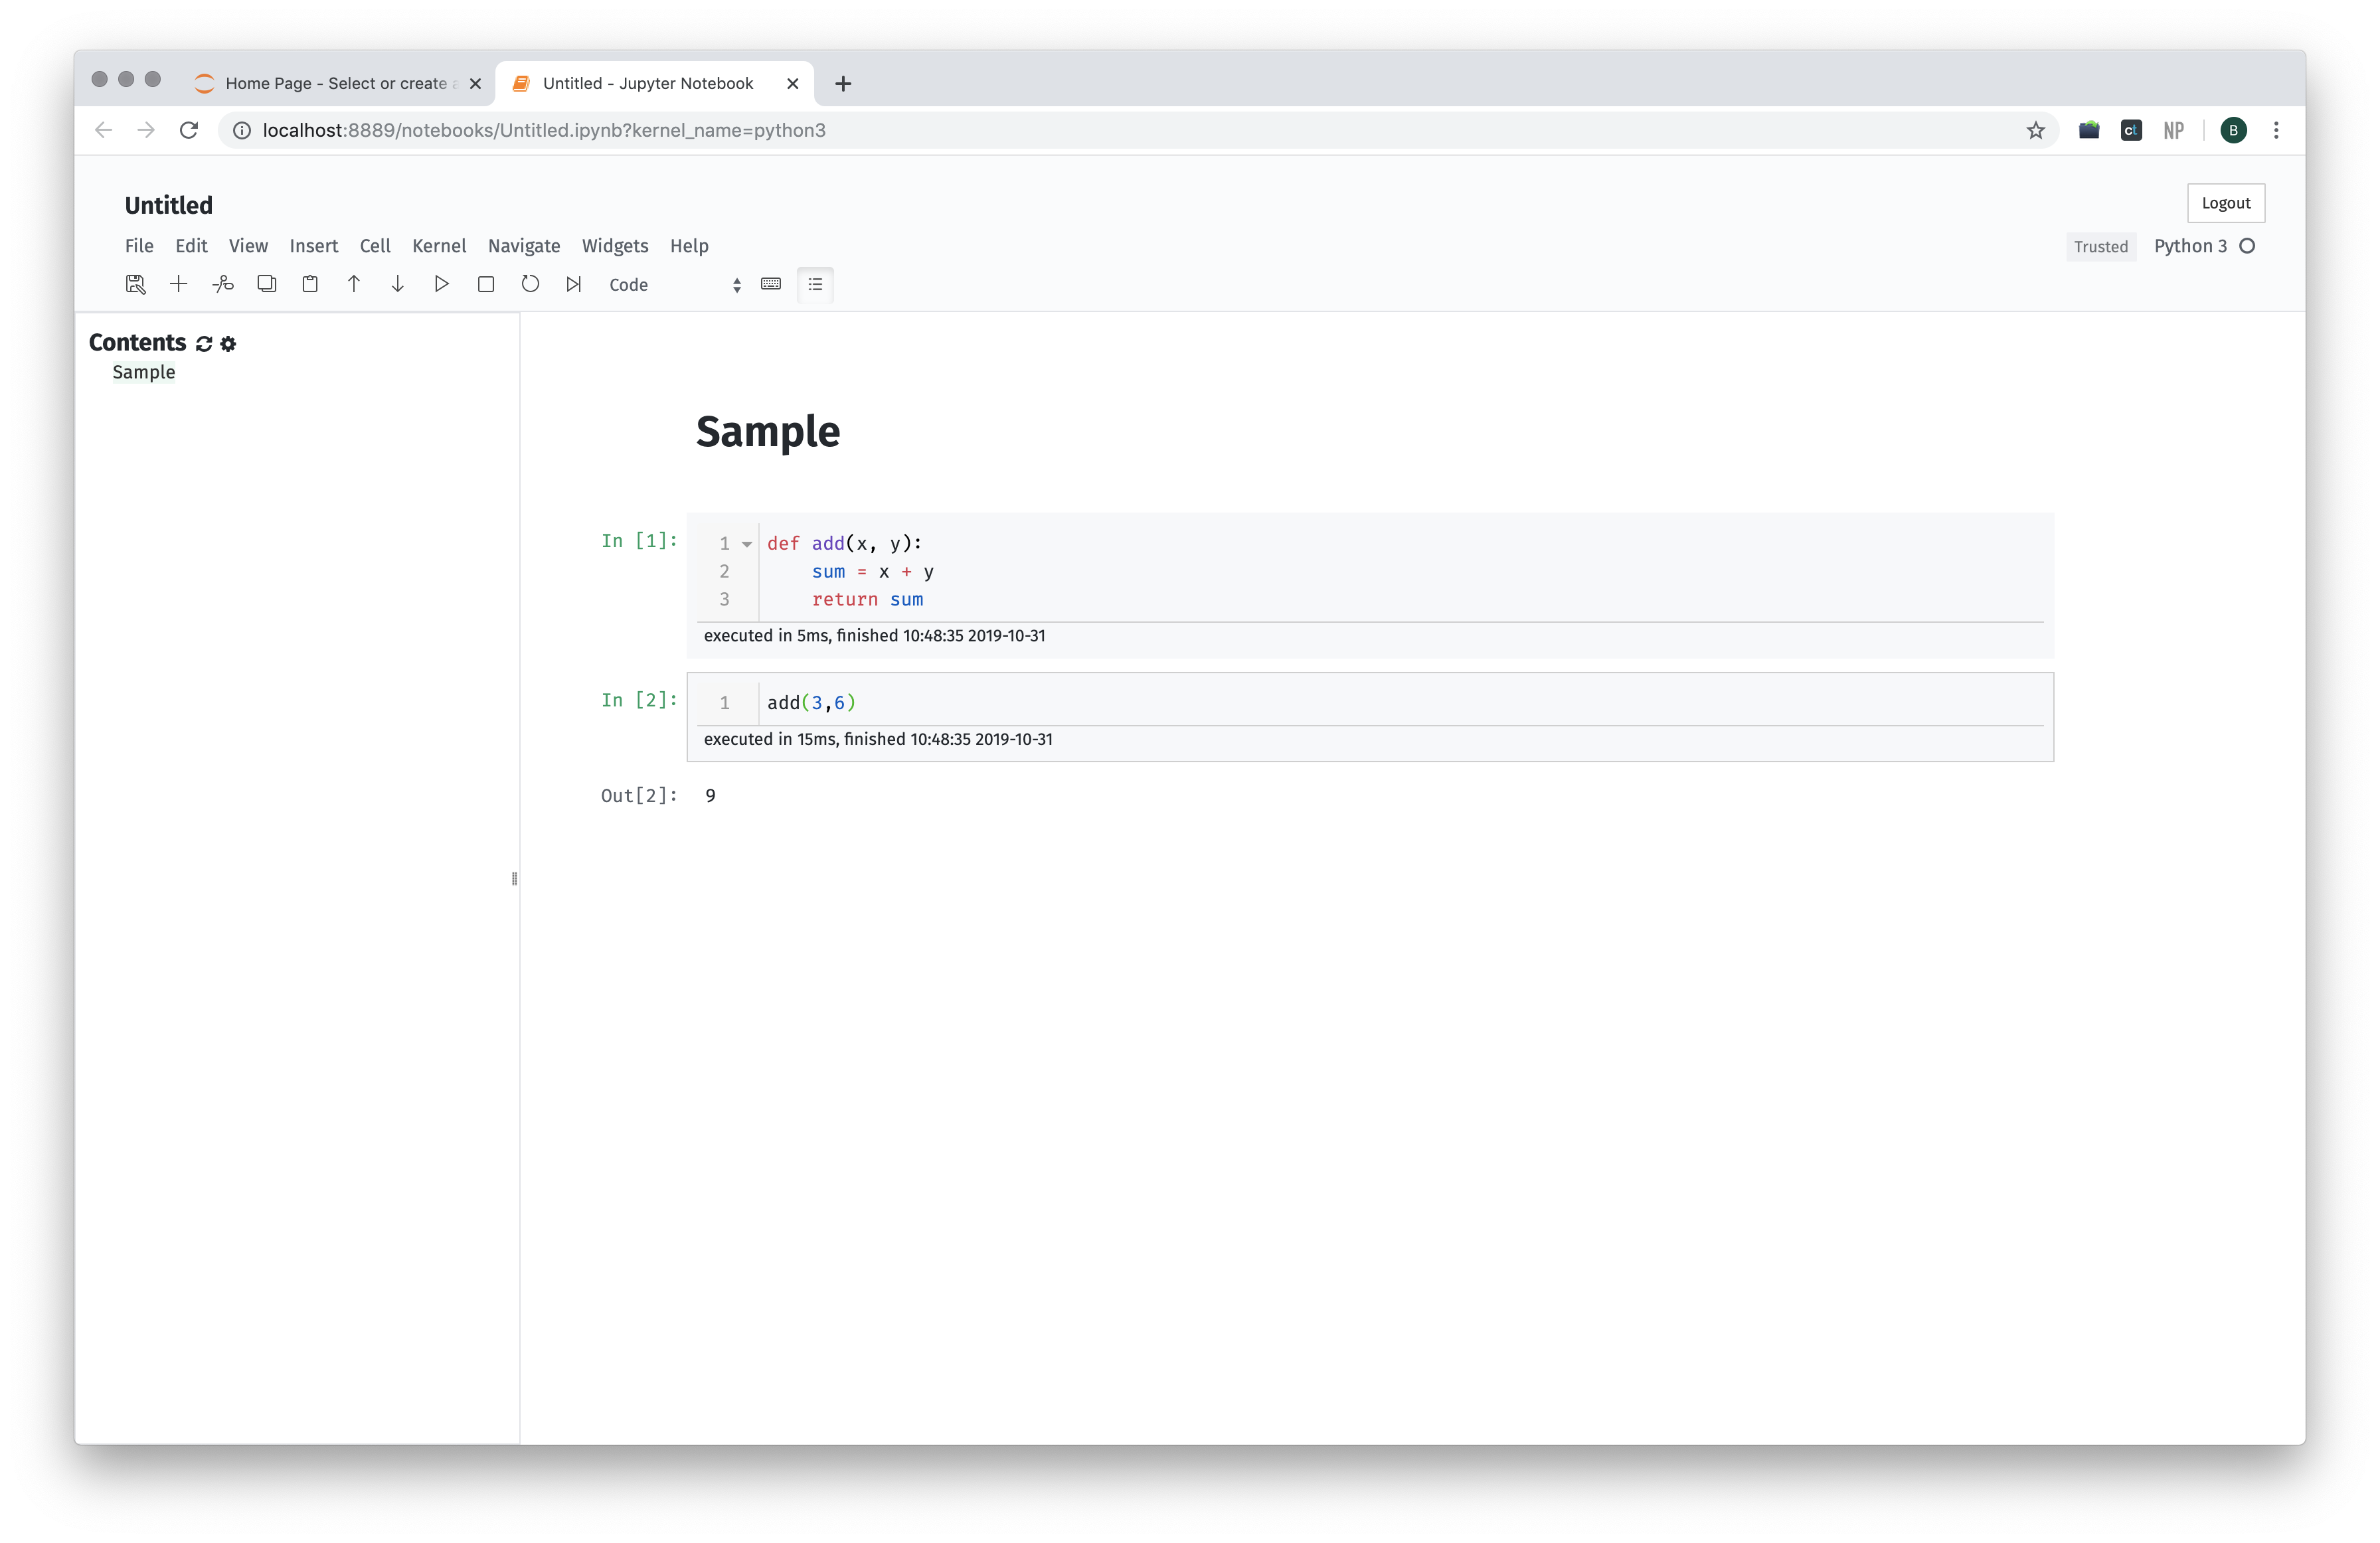 Home Page - Select or create a
Untitled - Jupyter Notebook
localhost:8889/notebooks/Untitled.ipynb?kernel_name=python3
ct
NP
B
Untitled
Logout
File Edit View Insert Cell Kernel Navigate Widgets Help
Trusted
Python 3
Code
Contents
Sample
Sample
In [1]:
1 def add(x, y):
2     sum = x + y
3     return sum
executed in 5ms, finished 10:48:35 2019-10-31
In [2]:
1 add(3,6)
executed in 15ms, finished 10:48:35 2019-10-31
Out[2]: 9